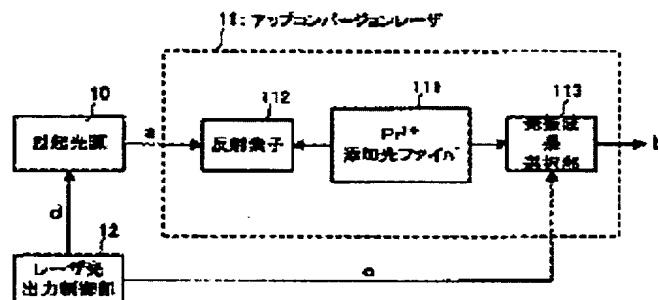 11:アップコンバージョンレーザ
10
励起光源
a
112
反射素子
111
Pr³⁺
添加光ファイバ
113
発振波
長
選択部
b
d
12
レーザ光
出力制御部